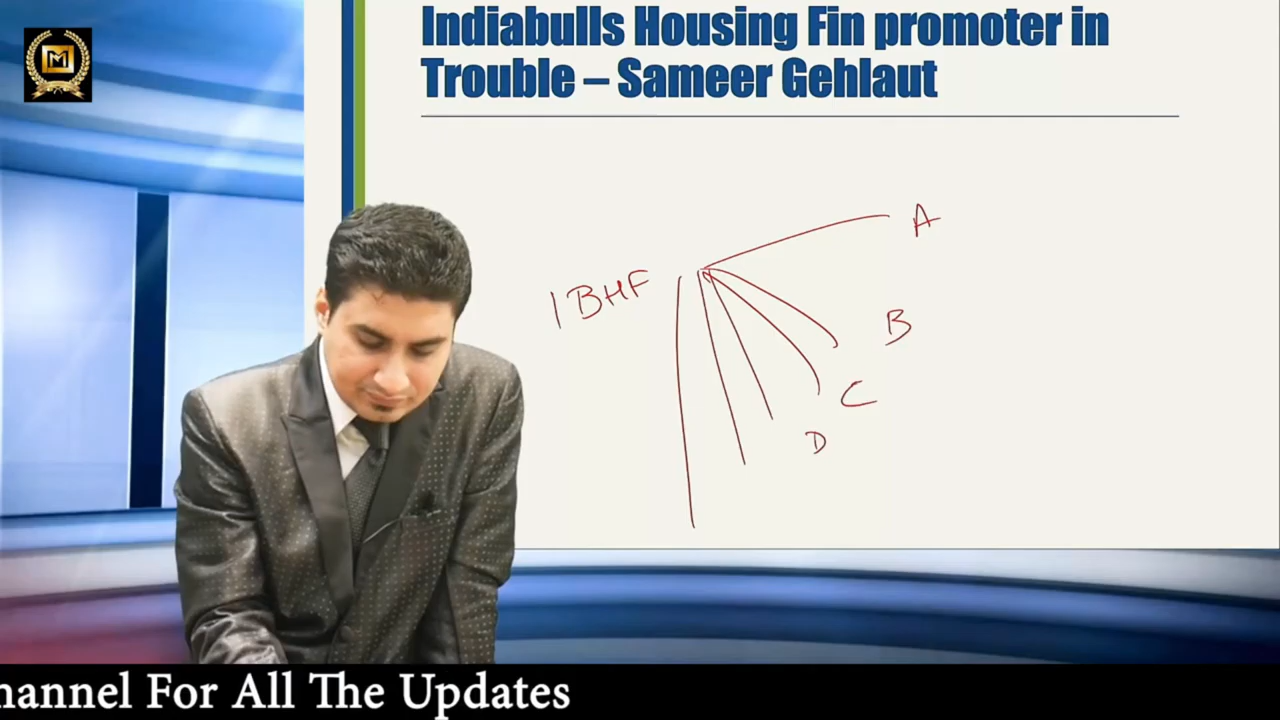 M
Indiabulls Housing Fin promoter in
Trouble – Sameer Gehlaut
A
IBHF
B
C
D
hannel For All The Updates